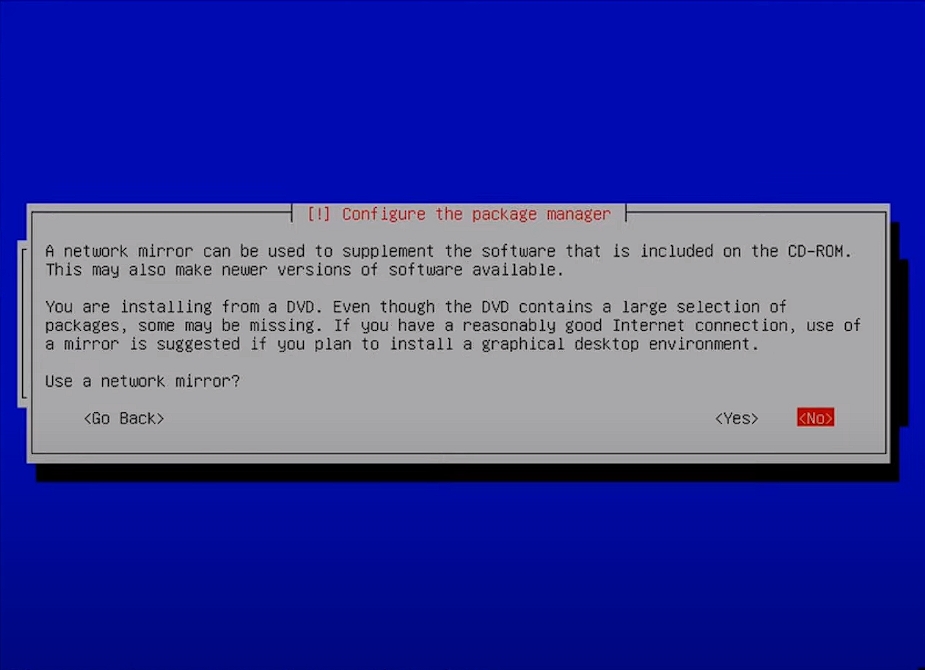 [!] Configure the package manager
A network mirror can be used to supplement the software that is included on the CD-ROM.
This may also make newer versions of software available.
You are installing from a DVD. Even though the DVD contains a large selection of
packages, some may be missing. If you have a reasonably good Internet connection, use of
a mirror is suggested if you plan to install a graphical desktop environment.
Use a network mirror?
<Go Back> <Yes> <No>